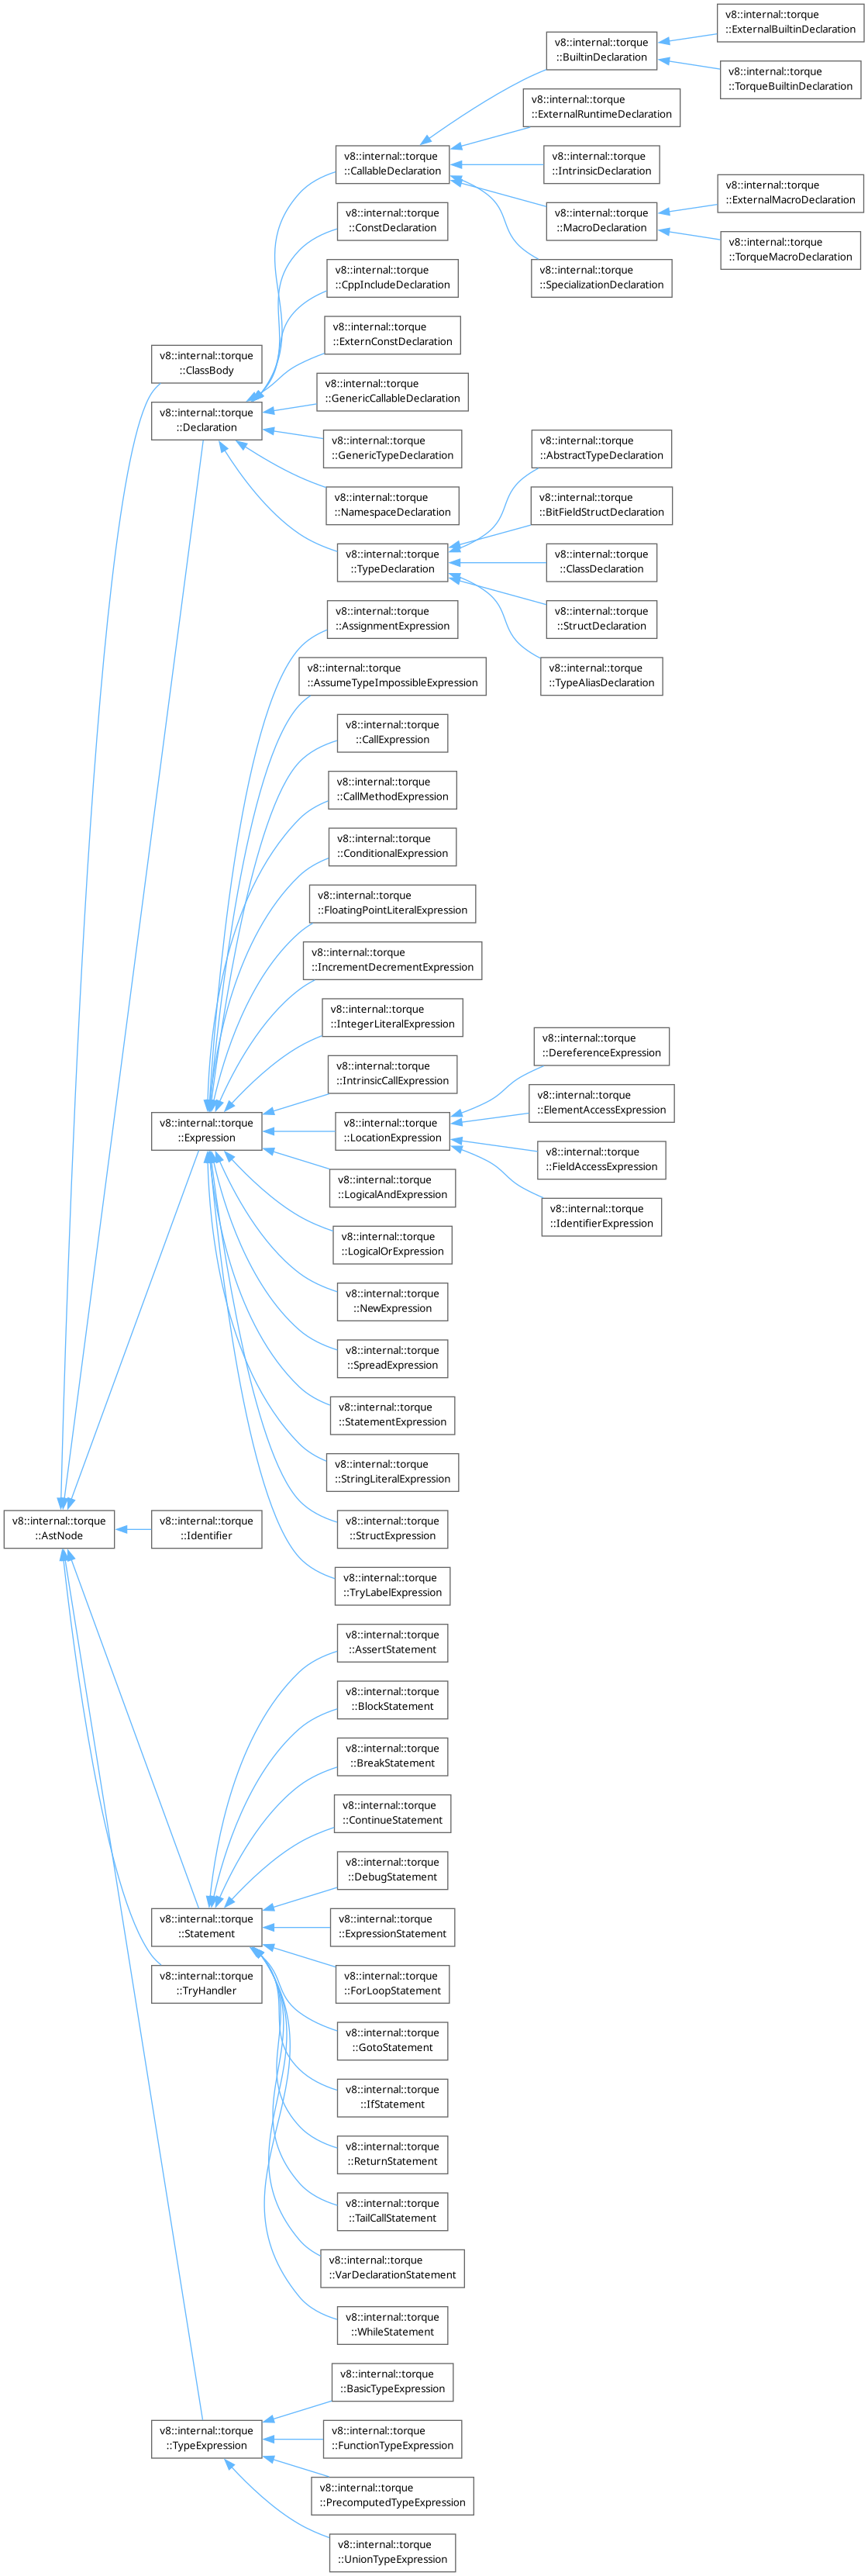 v8::internal::torque
::ExternalBuiltinDeclaration
v8::internal::torque
::BuiltinDeclaration
v8::internal::torque
::TorqueBuiltinDeclaration
v8::internal::torque
::ExternalRuntimeDeclaration
v8::internal::torque
::CallableDeclaration
v8::internal::torque
::IntrinsicDeclaration
v8::internal::torque
::ExternalMacroDeclaration
v8::internal::torque
::ConstDeclaration
v8::internal::torque
::MacroDeclaration
v8::internal::torque
::TorqueMacroDeclaration
v8::internal::torque
::CppIncludeDeclaration
v8::internal::torque
::SpecializationDeclaration
v8::internal::torque
::ExternConstDeclaration
v8::internal::torque
::ClassBody
v8::internal::torque
::GenericCallableDeclaration
v8::internal::torque
::Declaration
v8::internal::torque
::GenericTypeDeclaration
v8::internal::torque
::AbstractTypeDeclaration
v8::internal::torque
::NamespaceDeclaration
v8::internal::torque
::BitFieldStructDeclaration
v8::internal::torque
::TypeDeclaration
v8::internal::torque
::ClassDeclaration
v8::internal::torque
::AssignmentExpression
v8::internal::torque
::StructDeclaration
v8::internal::torque
::AssumeTypeImpossibleExpression
v8::internal::torque
::TypeAliasDeclaration
v8::internal::torque
::CallExpression
v8::internal::torque
::CallMethodExpression
v8::internal::torque
::ConditionalExpression
v8::internal::torque
::FloatingPointLiteralExpression
v8::internal::torque
::IncrementDecrementExpression
v8::internal::torque
::IntegerLiteralExpression
v8::internal::torque
::DereferenceExpression
v8::internal::torque
::IntrinsicCallExpression
v8::internal::torque
::ElementAccessExpression
v8::internal::torque
::Expression
v8::internal::torque
::LocationExpression
v8::internal::torque
::FieldAccessExpression
v8::internal::torque
::LogicalAndExpression
v8::internal::torque
::IdentifierExpression
v8::internal::torque
::LogicalOrExpression
v8::internal::torque
::NewExpression
v8::internal::torque
::SpreadExpression
v8::internal::torque
::StatementExpression
v8::internal::torque
::StringLiteralExpression
v8::internal::torque
::AstNode
v8::internal::torque
::Identifier
v8::internal::torque
::StructExpression
v8::internal::torque
::TryLabelExpression
v8::internal::torque
::AssertStatement
v8::internal::torque
::BlockStatement
v8::internal::torque
::BreakStatement
v8::internal::torque
::ContinueStatement
v8::internal::torque
::DebugStatement
v8::internal::torque
::Statement
v8::internal::torque
::ExpressionStatement
v8::internal::torque
::TryHandler
v8::internal::torque
::ForLoopStatement
v8::internal::torque
::GotoStatement
v8::internal::torque
::IfStatement
v8::internal::torque
::ReturnStatement
v8::internal::torque
::TailCallStatement
v8::internal::torque
::VarDeclarationStatement
v8::internal::torque
::WhileStatement
v8::internal::torque
::BasicTypeExpression
v8::internal::torque
::TypeExpression
v8::internal::torque
::FunctionTypeExpression
v8::internal::torque
::PrecomputedTypeExpression
v8::internal::torque
::UnionTypeExpression